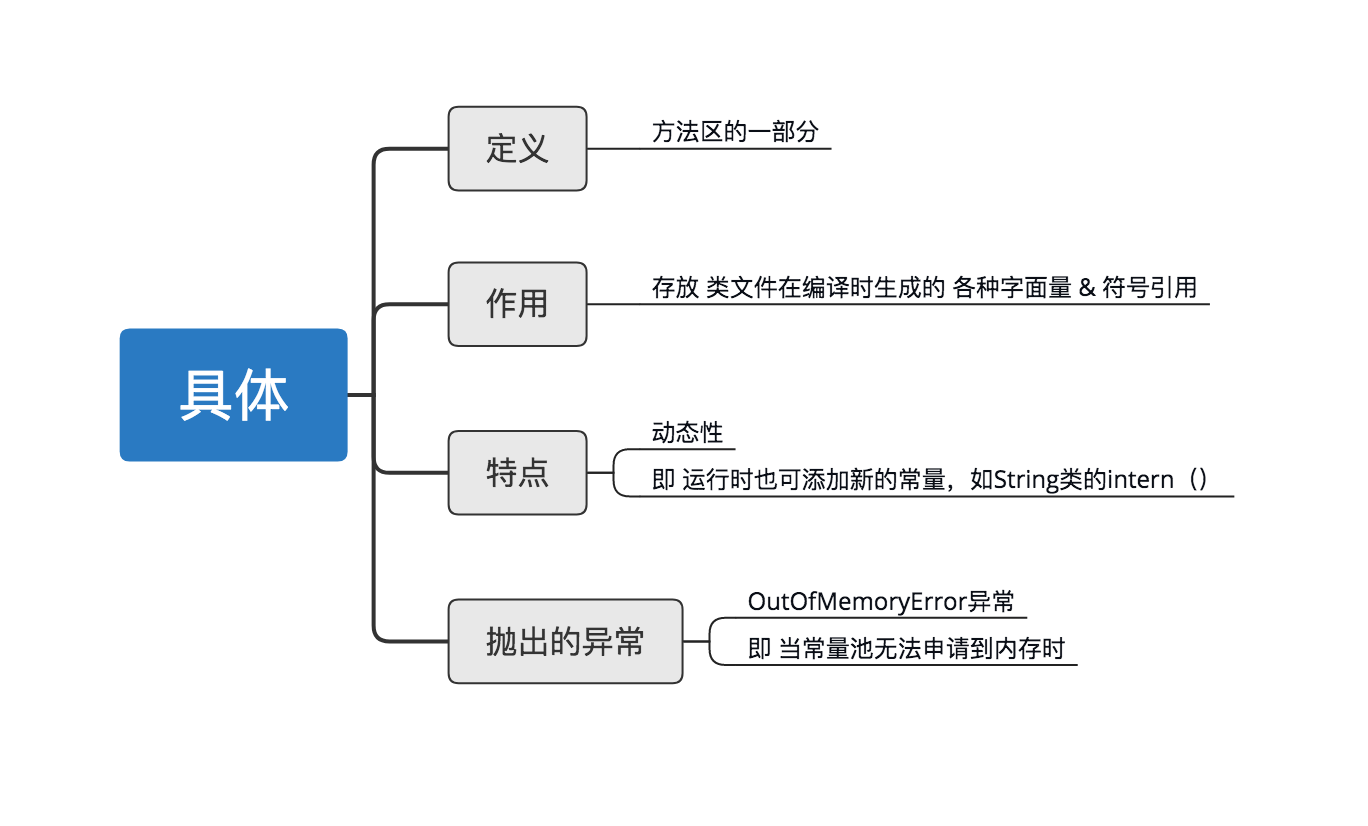 定义
方法区的一部分
作用
存放 类文件在编译时生成的 各种字面量 & 符号引用
具体
特点
动态性
即 运行时也可添加新的常量，如String类的intern（）
抛出的异常
OutOfMemoryError异常
即 当常量池无法申请到内存时